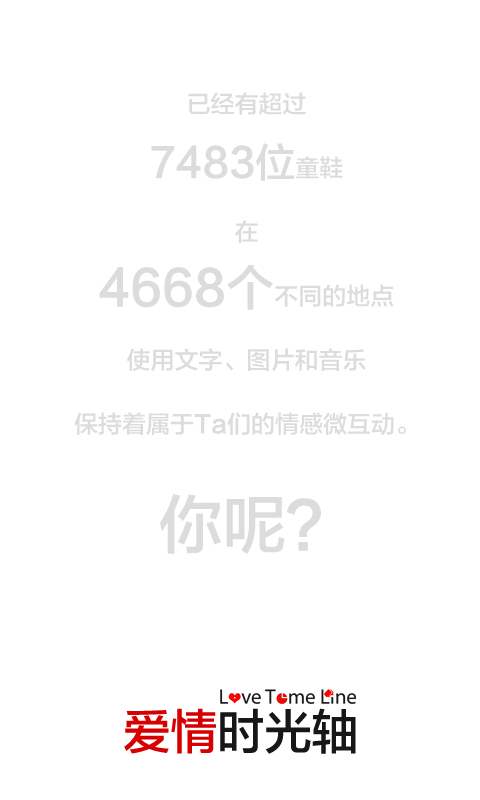 已经有超过
7483位童鞋
在
4668个不同的地点
使用文字、图片和音乐
保持着属于Ta们的情感微互动。
你呢?
Love Tome Line
爱情时光轴